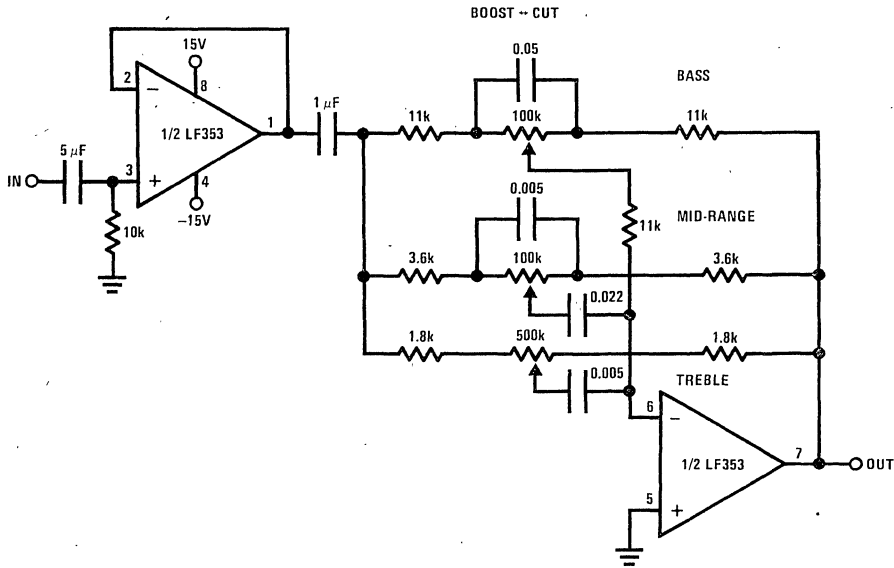 BOOST ↔ CUT
0.05
BASS
15V
2
8
1
1 µF
11k
100k
11k
1/2 LF353
5 µF
3
4
IN
−15V
10k
0.005
11k
MID-RANGE
3.6k
100k
3.6k
0.022
1.8k
500k
1.8k
0.005
TREBLE
6
7
1/2 LF353
OUT
5